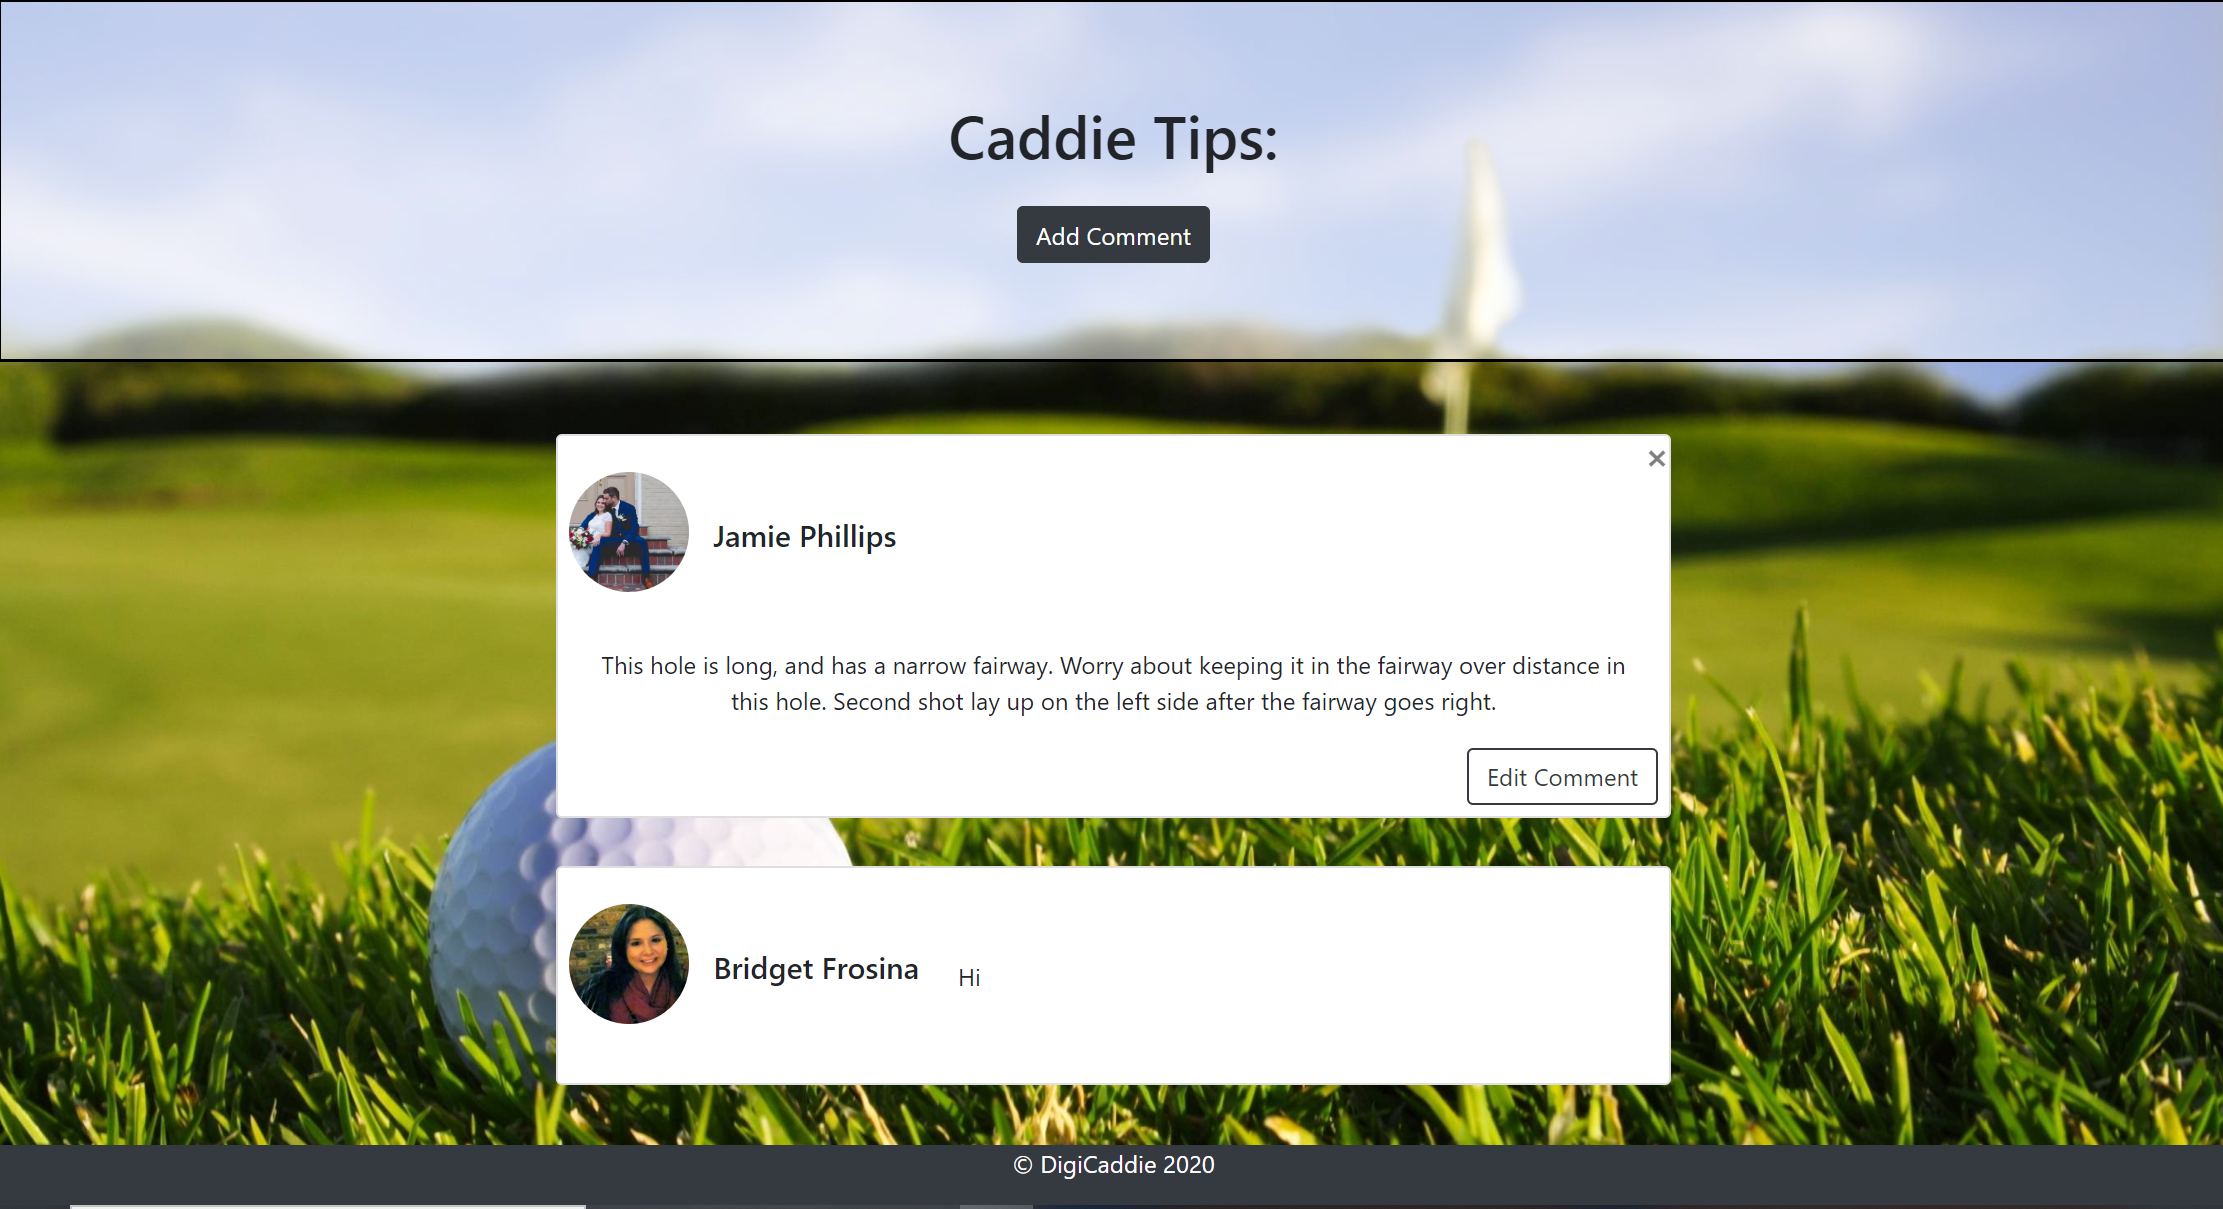 Caddie Tips:
Add Comment
×
Jamie Phillips
This hole is long, and has a narrow fairway. Worry about keeping it in the fairway over distance in
this hole. Second shot lay up on the left side after the fairway goes right.
Edit Comment
Bridget Frosina
Hi
© DigiCaddie 2020